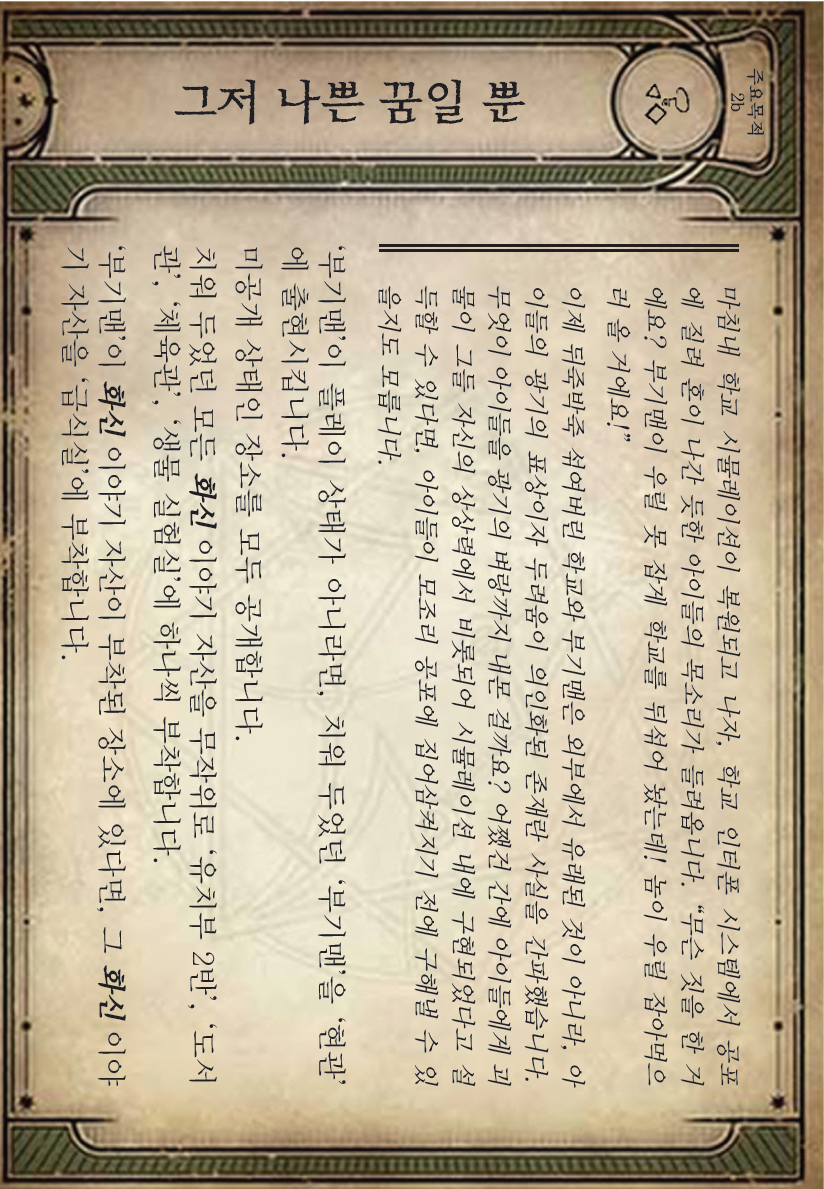 주요목적
2b
그저 나쁜 꿈일 뿐
마침내 학교 시뮬레이션이 복원되고 나자, 학교 인터폰 시스템에서 공포
에 질려 혼이 나간 듯한 아이들의 목소리가 들려옵니다. “무슨 짓을 한 거
예요? 부기맨이 우릴 못 잡게 학교를 뒤섞어 놨는데! 놈이 우릴 잡아먹으
러 올 거예요!”
이제 뒤죽박죽 섞여버린 학교와 부기맨은 외부에서 유래된 것이 아니라, 아
이들의 광기의 표상이자 두려움이 의인화된 존재란 사실을 간파했습니다.
무엇이 아이들을 광기의 벼랑까지 내몬 걸까요? 어쨌건 간에 아이들에게 괴
물이 그들 자신의 상상력에서 비롯되어 시뮬레이션 내에 구현되었다고 설
득할 수 있다면, 아이들이 모조리 공포에 집어삼켜지기 전에 구해낼 수 있
을지도 모릅니다.
‘부기맨’이 플레이 상태가 아니라면, 치워 두었던 ‘부기맨’을 ‘현관’
에 출현시킵니다.
미공개 상태인 장소를 모두 공개합니다.
치워 두었던 모든 화신 이야기 자산을 무작위로 ‘유치부 2반’, ‘도서
관’, ‘체육관’, ‘생물 실험실’에 하나씩 부착합니다.
‘부기맨’이 화신 이야기 자산이 부착된 장소에 있다면, 그 화신 이야
기 자산을 ‘급식실’에 부착합니다.